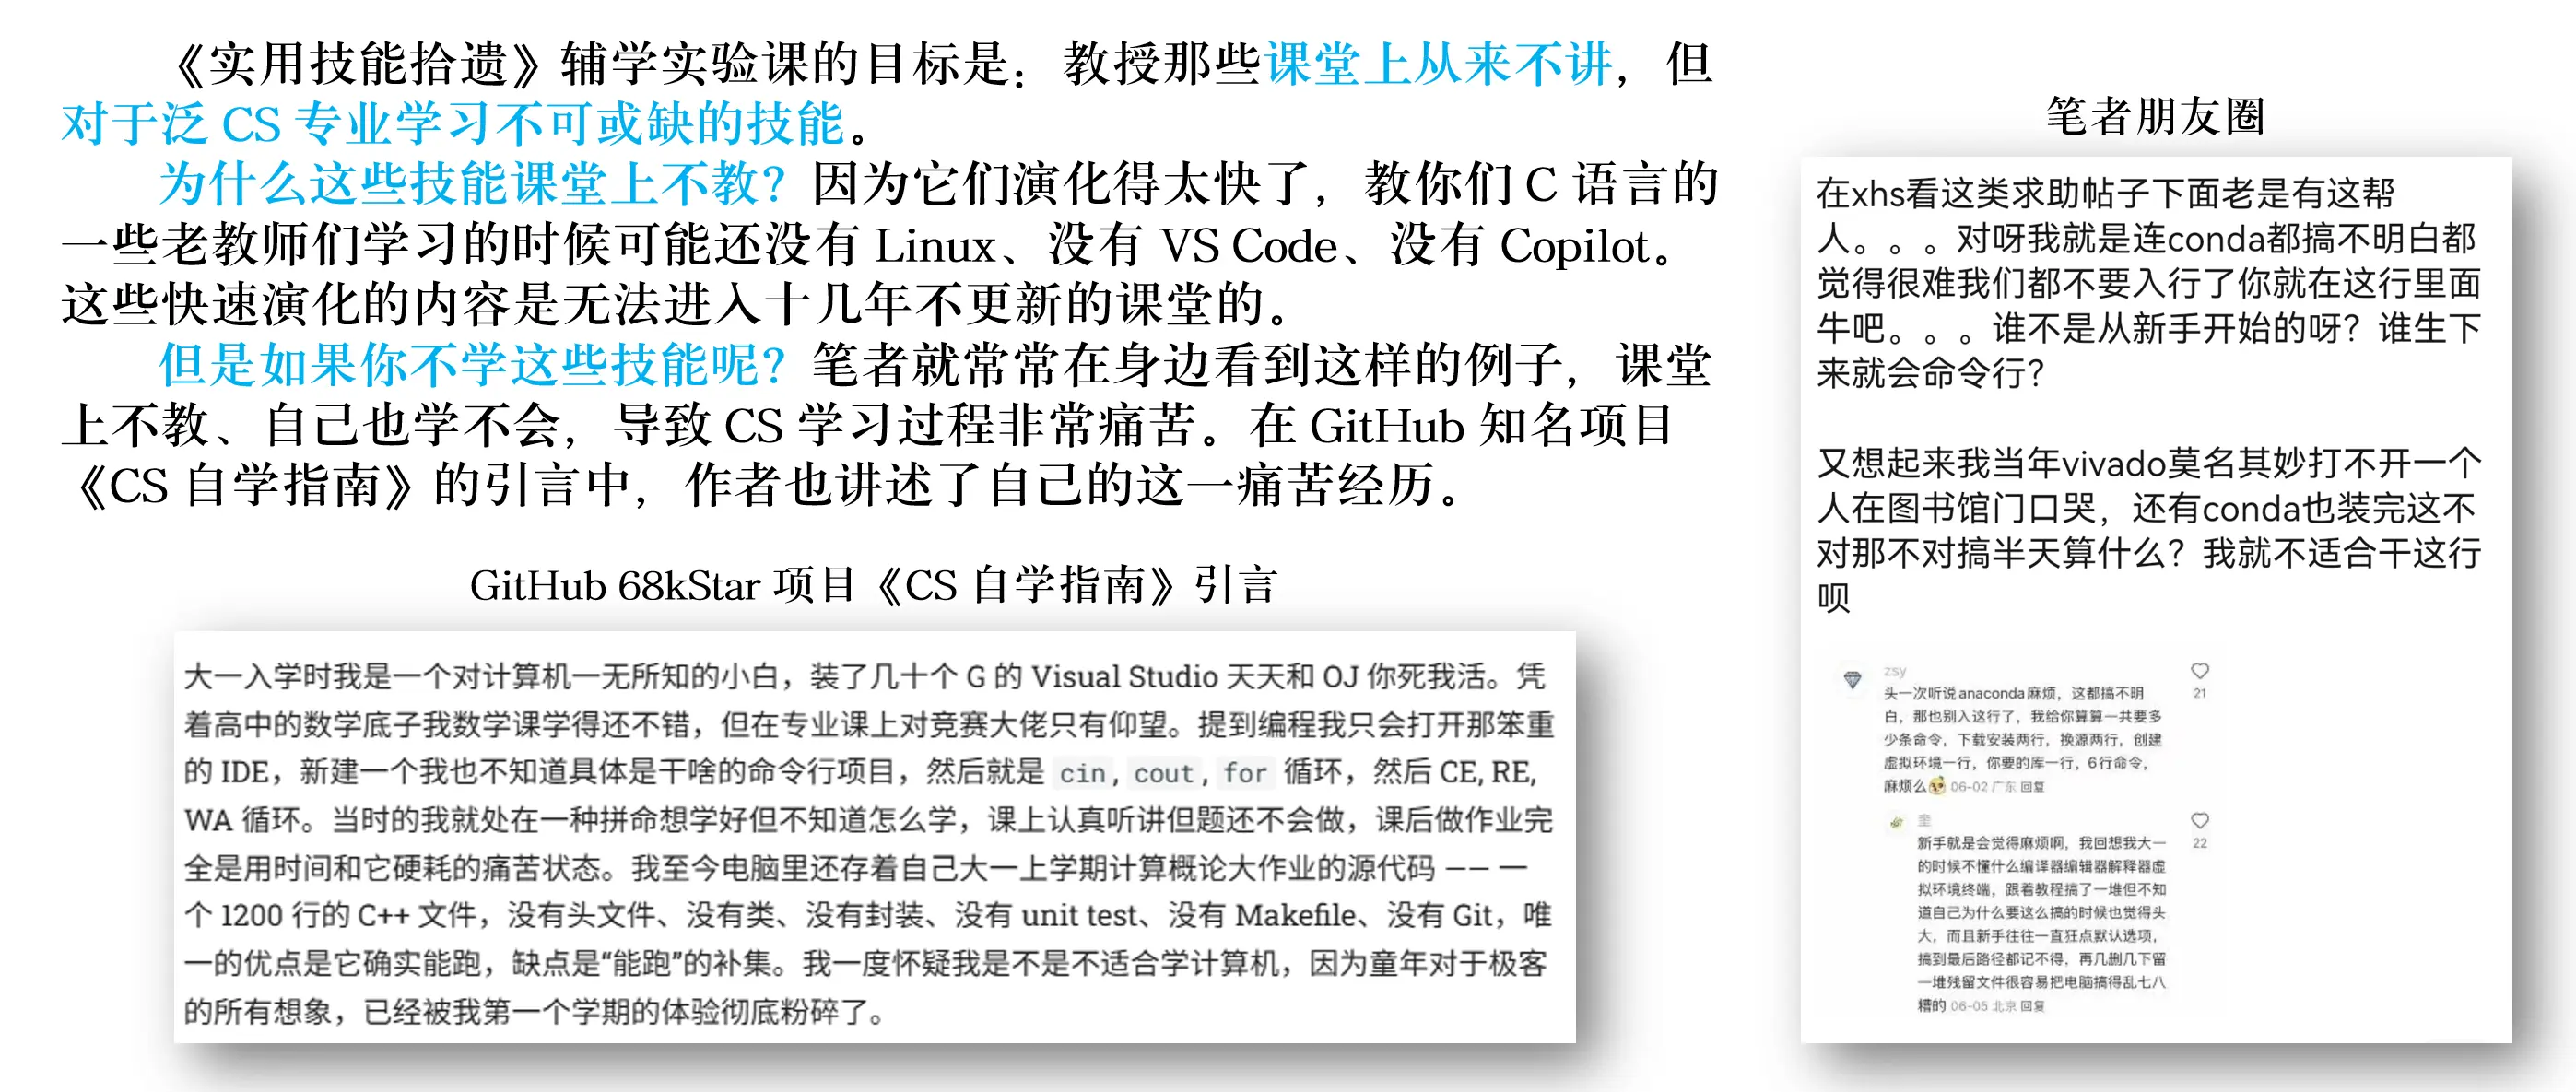 《实用技能拾遗》辅学实验课的目标是：教授那些课堂上从来不讲，但
对于泛 CS 专业学习不可或缺的技能。
为什么这些技能课堂上不教？因为它们演化得太快了，教你们 C 语言的
一些老教师们学习的时候可能还没有 Linux、没有 VS Code、没有 Copilot。
这些快速演化的内容是无法进入十几年不更新的课堂的。
但是如果你不学这些技能呢？笔者就常常在身边看到这样的例子，课堂
上不教、自己也学不会，导致 CS 学习过程非常痛苦。在 GitHub 知名项目
《CS 自学指南》的引言中，作者也讲述了自己的这一痛苦经历。
GitHub 68kStar 项目《CS 自学指南》引言
大一入学时我是一个对计算机一无所知的小白，装了几十个 G 的 Visual Studio 天天和 OJ 你死我活。凭
着高中的数学底子我数学课学得还不错，但在专业课上对竞赛大佬只有仰望。提到编程我只会打开那笨重
的 IDE，新建一个我也不知道具体是干啥的命令行项目，然后就是 cin, cout, for 循环，然后 CE, RE,
WA 循环。当时的我就处在一种拼命想学好但不知道怎么学，课上认真听讲但题还不会做，课后做作业完
全是用时间和它硬耗的痛苦状态。我至今电脑里还存着自己大一上学期计算概论大作业的源代码 —— 一
个 1200 行的 C++ 文件，没有头文件、没有类、没有封装、没有 unit test、没有 Makefile、没有 Git，唯
一的优点是它确实能跑，缺点是“能跑”的补集。我一度怀疑我是不是不适合学计算机，因为童年对于极客
的所有想象，已经被我第一个学期的体验彻底粉碎了。
笔者朋友圈
在xhs看这类求助帖子下面老是有这帮
人。。。对呀我就是连conda都搞不明白都
觉得很难我们都不要入行了你就在这行里面
牛吧。。。谁不是从新手开始的呀？谁生下
来就会命令行？
又想起来我当年vivado莫名其妙打不开一个
人在图书馆门口哭，还有conda也装完这不
对那不对搞半天算什么？我就不适合干这行
呗
zsy
头一次听说anaconda麻烦，这都搞不明
白，那也别入这行了，我给你算算一共要多
少条命令，下载安装两行，换源两行，创建
虚拟环境一行，你要的库一行，6行命令，
麻烦么 06-02 广东 回复
21
童
新手就是会觉得麻烦啊，我回想我大一
的时候不懂什么编译器编辑器解释器虚
拟环境终端，跟着教程搞了一堆但不知
道自己为什么要这么搞的时候也觉得头
大，而且新手往往一直狂点默认选项，
搞到最后路径都记不得，再几删几下留
一堆残留文件很容易把电脑搞得乱七八
糟的 06-05 北京 回复
22